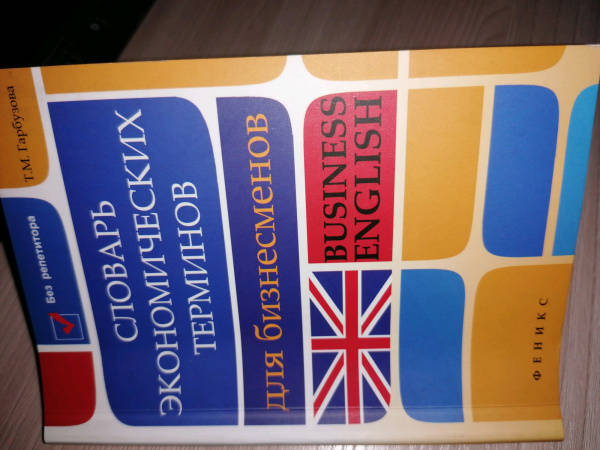 Т.М. Гарбузова
Без репетитора
СЛОВАРЬ
ЭКОНОМИЧЕСКИХ
ТЕРМИНОВ
для бизнесменов
BUSINESS
ENGLISH
ФЕНИКС